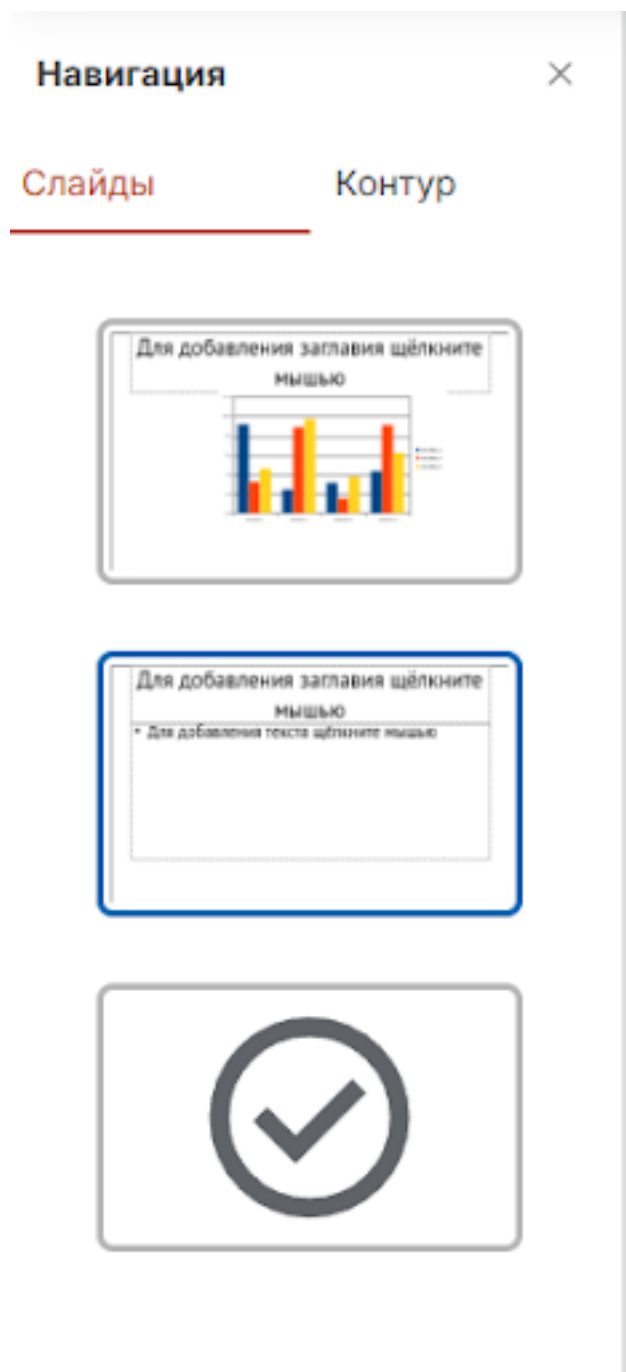 Навигация
Слайды Контур
Для добавления заглавия щёлкните
мышью
Для добавления заглавия щёлкните
мышью
• Для добавления текста щёлкните мышью